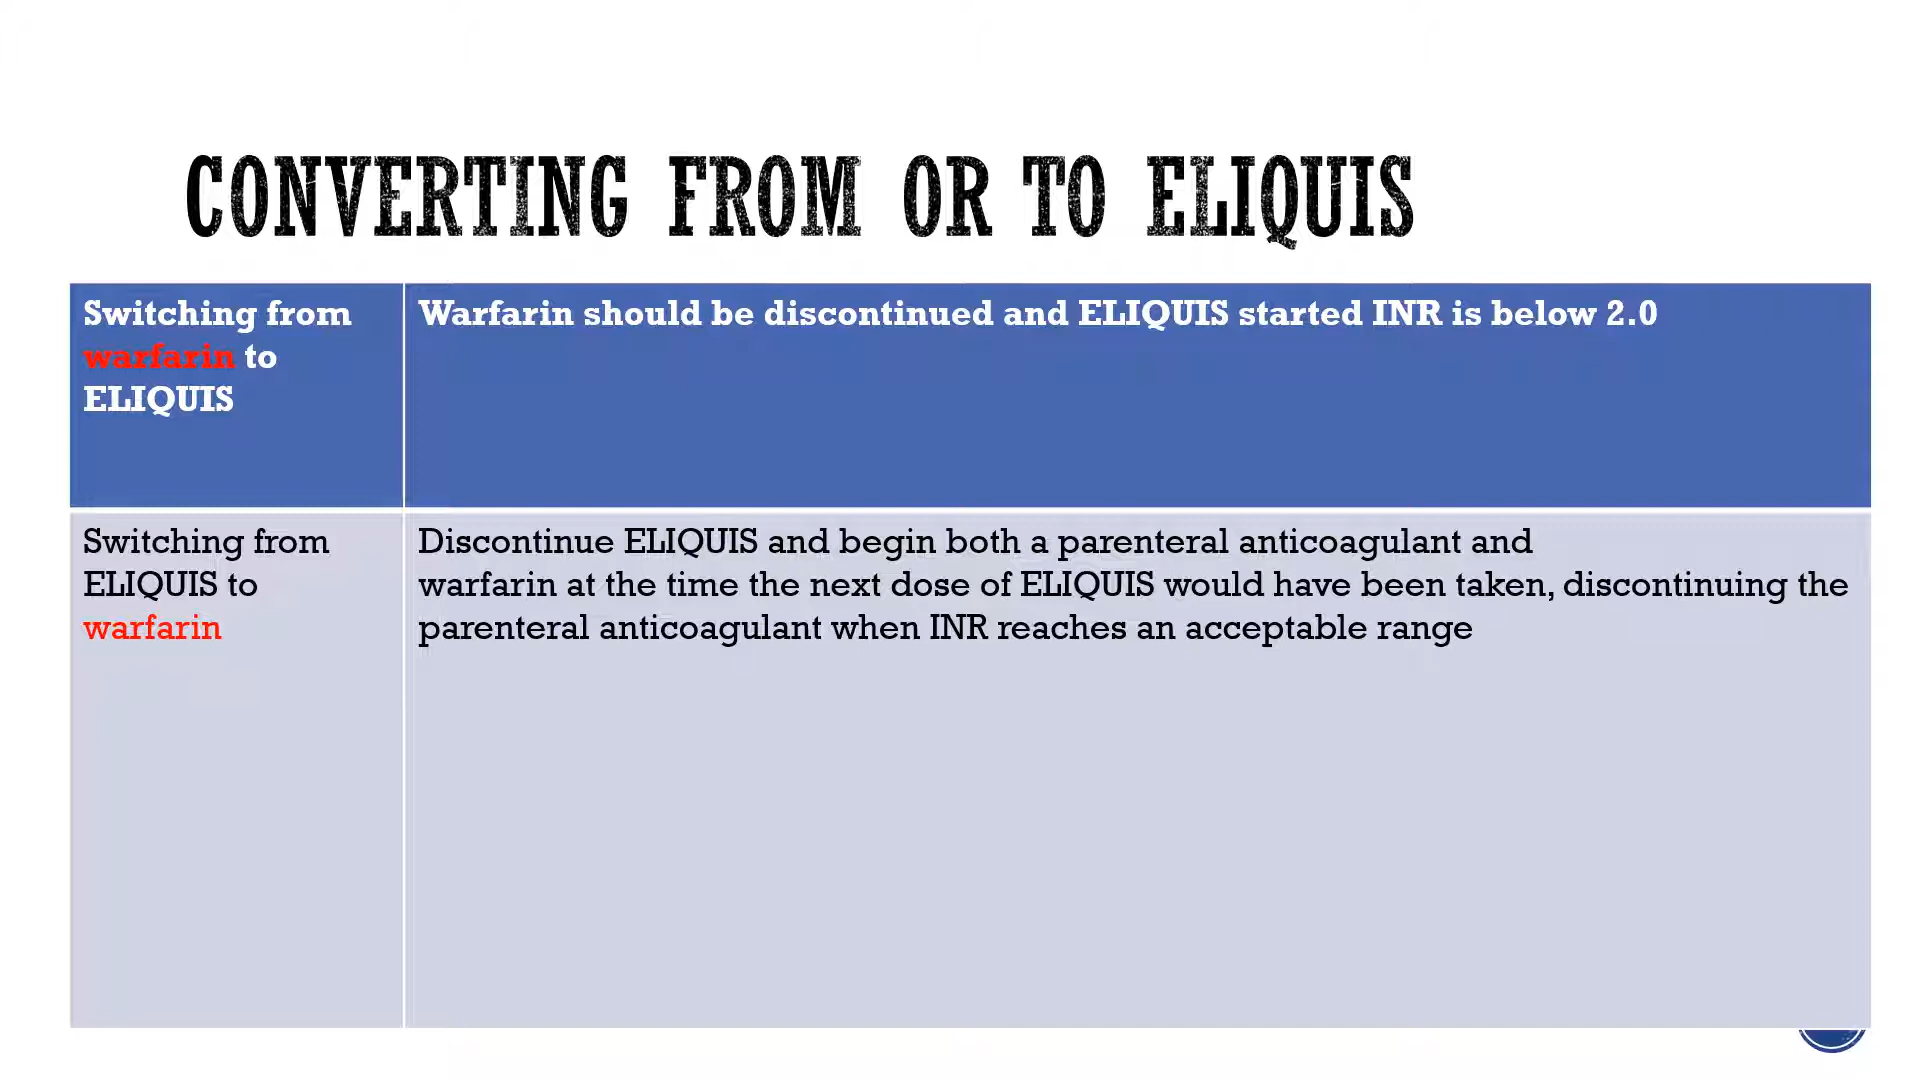 CONVERTING FROM OR TO ELIQUIS
Switching from
warfarin to
ELIQUIS
Warfarin should be discontinued and ELIQUIS started INR is below 2.0
Switching from
ELIQUIS to
warfarin
Discontinue ELIQUIS and begin both a parenteral anticoagulant and
warfarin at the time the next dose of ELIQUIS would have been taken, discontinuing the
parenteral anticoagulant when INR reaches an acceptable range